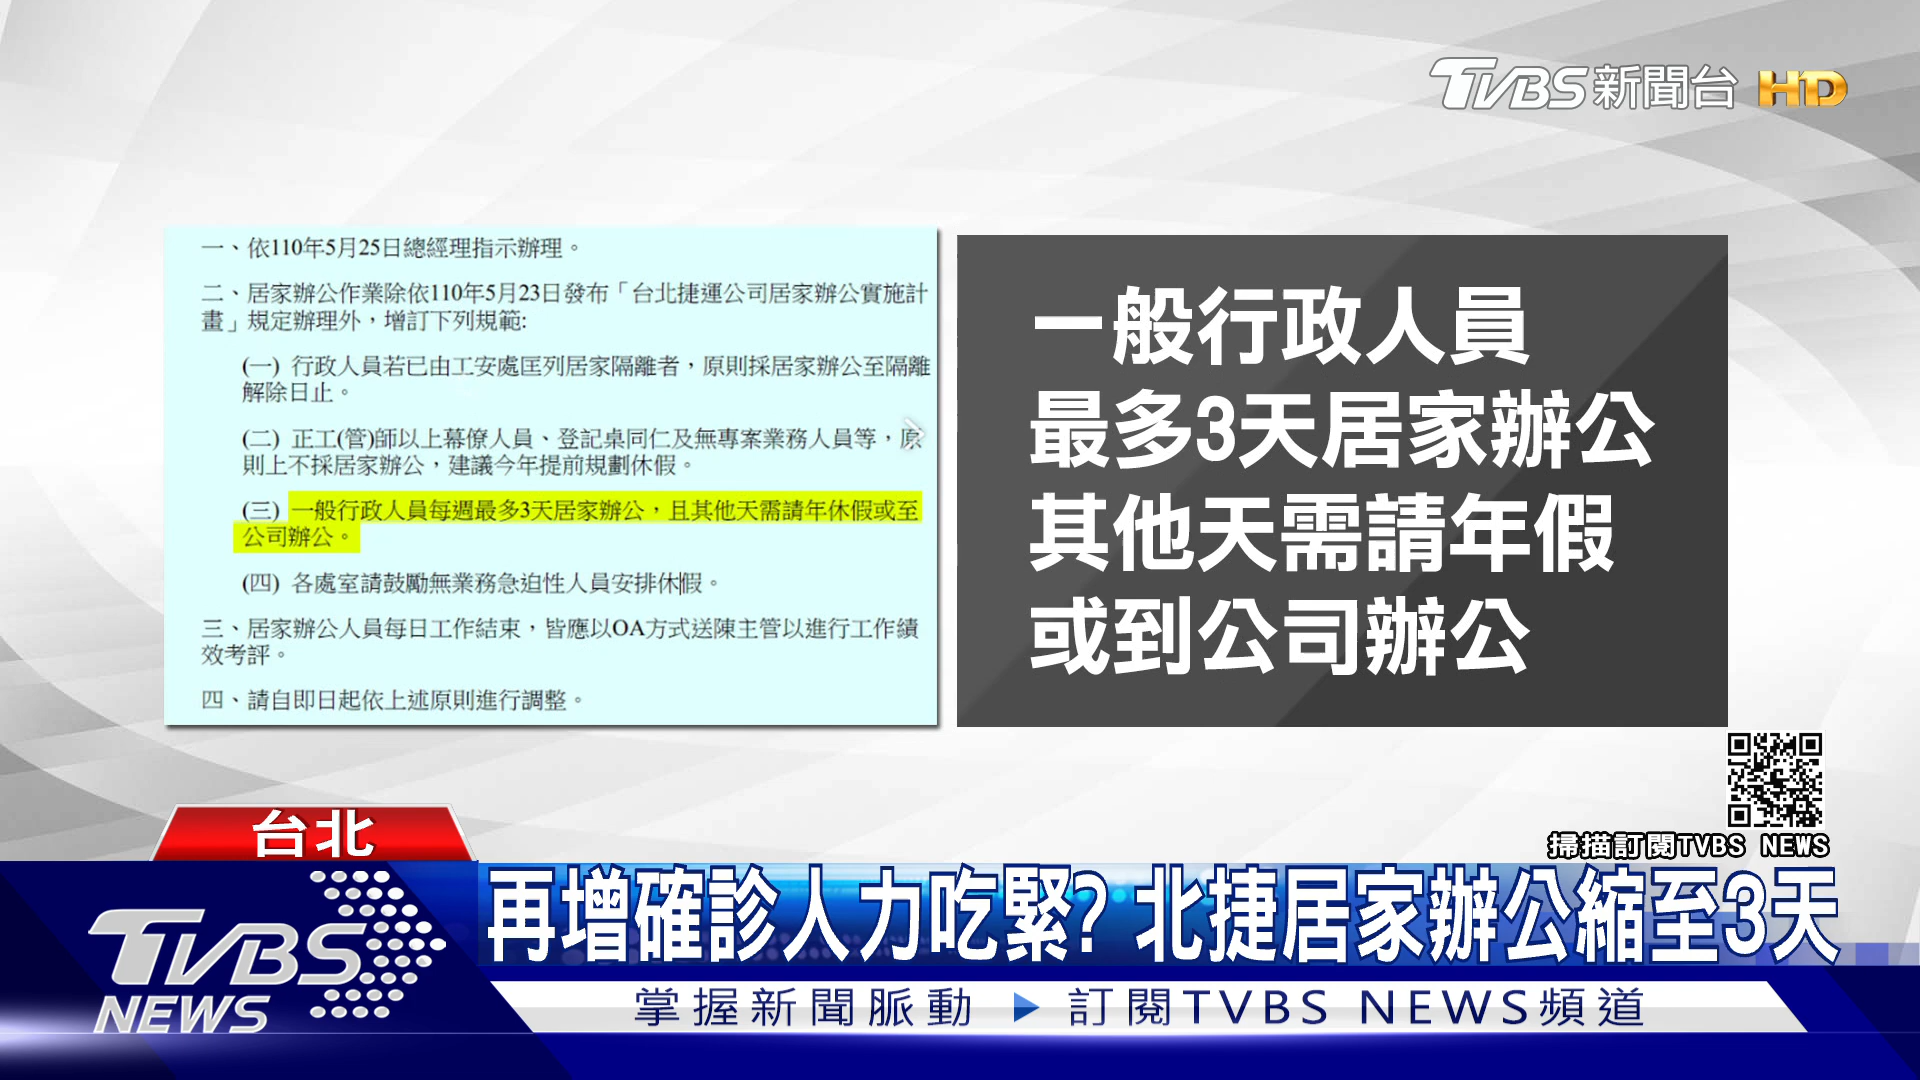 TVBS新聞台 HD
一、依110年5月25日總經理指示辦理。
二、居家辦公作業除依110年5月23日發布「台北捷運公司居家辦公實施計
畫」規定辦理外，增訂下列規範:
(一) 行政人員若已由工安處匡列居家隔離者，原則採居家辦公至隔離
解除日止。
(二) 正工(管)師以上幕僚人員、登記桌同仁及無專案業務人員等，原
則上不採居家辦公，建議今年提前規劃休假。
(三) 一般行政人員每週最多3天居家辦公，且其他天需請年休假或至
公司辦公。
(四) 各處室請鼓勵無業務急迫性人員安排休假。
三、居家辦公人員每日工作結束，皆應以OA方式送陳主管以進行工作績
效考評。
四、請自即日起依上述原則進行調整。
一般行政人員
最多3天居家辦公
其他天需請年假
或到公司辦公
掃描訂閱TVBS NEWS
台北
再增確診人力吃緊? 北捷居家辦公縮至3天
TVBS
NEWS
掌握新聞脈動 ▶ 訂閱TVBS NEWS頻道